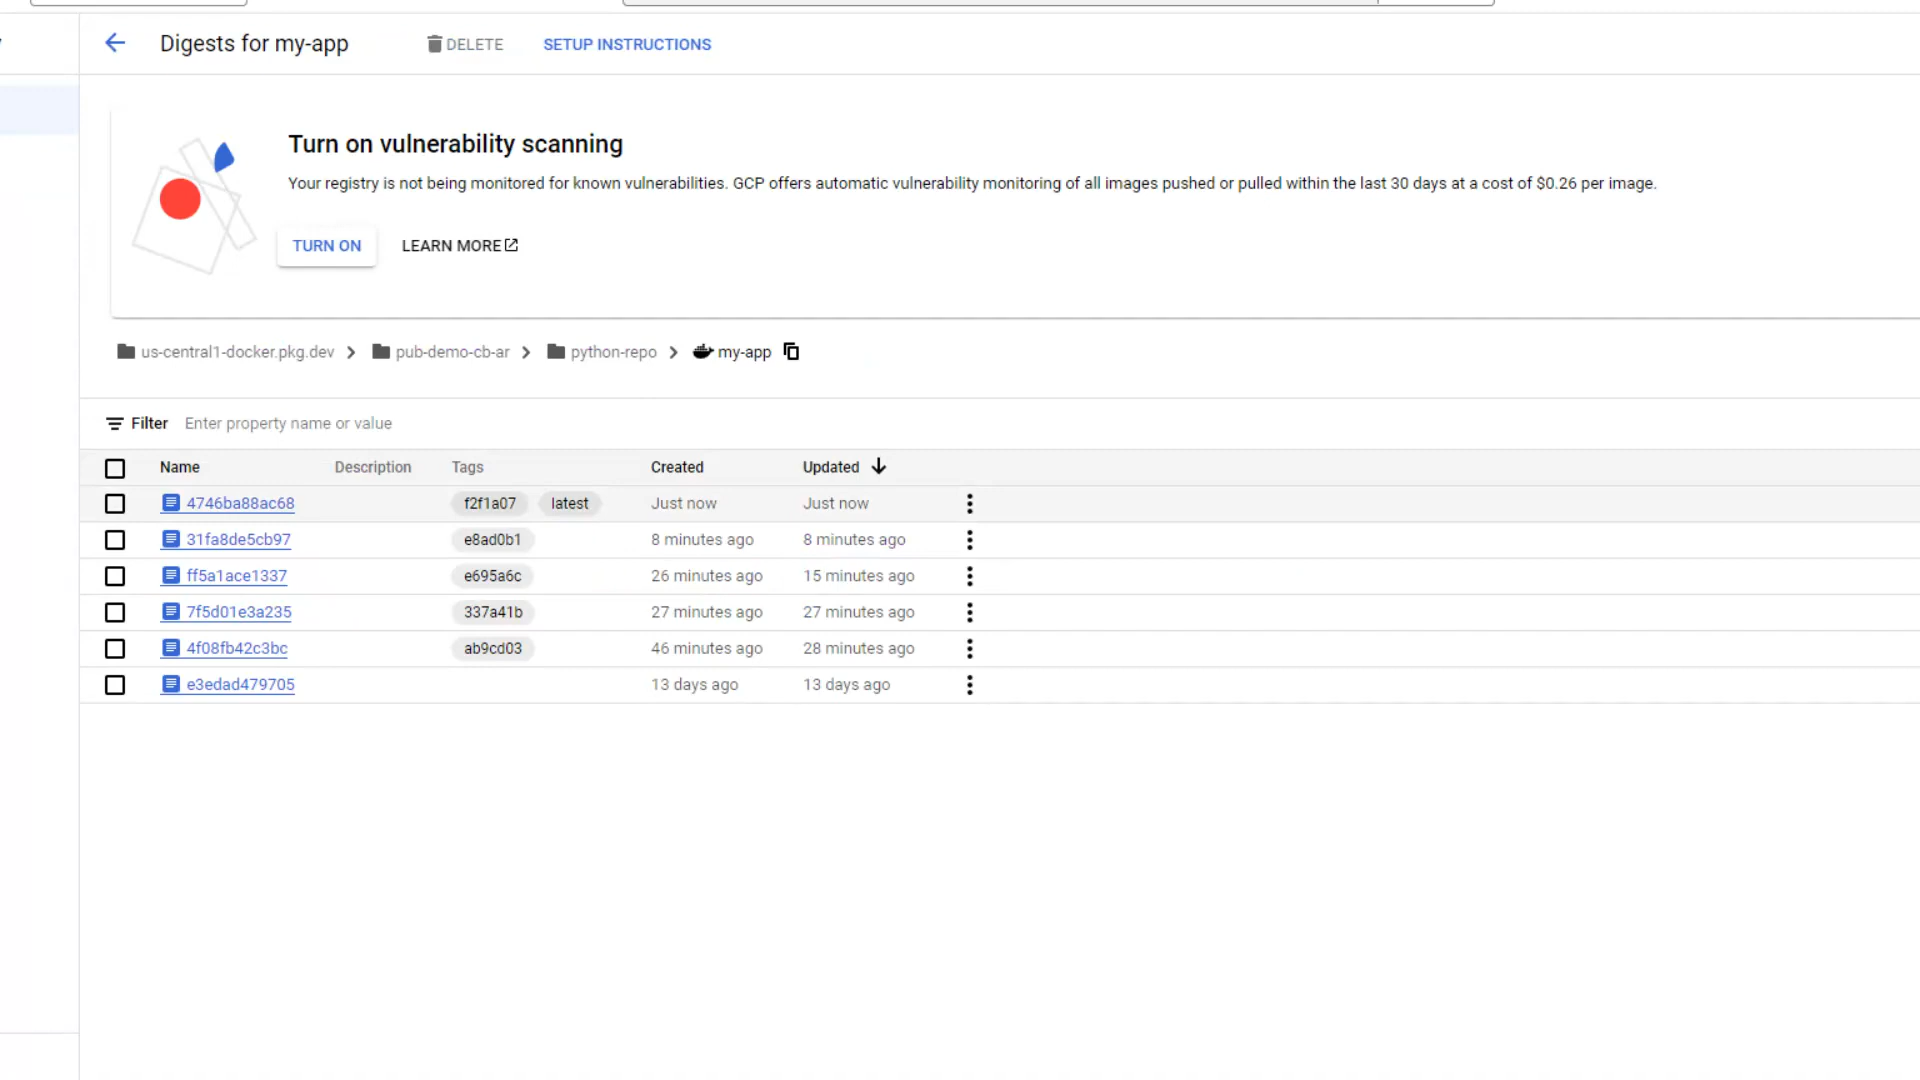 Digests for my-app DELETE SETUP INSTRUCTIONS
Turn on vulnerability scanning
Your registry is not being monitored for known vulnerabilities. GCP offers automatic vulnerability monitoring of all images pushed or pulled within the last 30 days at a cost of $0.26 per image.
TURN ON LEARN MORE
us-central1-docker.pkg.dev > pub-demo-cb-ar > python-repo > my-app
Filter Enter property name or value
Name Description Tags Created Updated
4746ba88ac68 f2f1a07 latest Just now Just now
31fa8de5cb97 e8ad0b1 8 minutes ago 8 minutes ago
ff5a1ace1337 e695a6c 26 minutes ago 15 minutes ago
7f5d01e3a235 337a41b 27 minutes ago 27 minutes ago
4f08fb42c3bc ab9cd03 46 minutes ago 28 minutes ago
e3edad479705 13 days ago 13 days ago